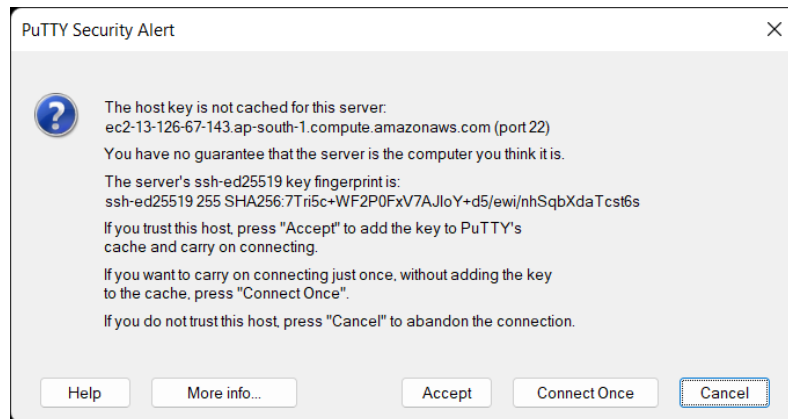 PuTTY Security Alert
The host key is not cached for this server:
ec2-13-126-67-143.ap-south-1.compute.amazonaws.com (port 22)
You have no guarantee that the server is the computer you think it is.
The server's ssh-ed25519 key fingerprint is:
ssh-ed25519 255 SHA256:7Tri5c+WF2P0FxV7AJIoY+d5/ewi/nhSqbXdaTcst6s
If you trust this host, press "Accept" to add the key to PuTTY's
cache and carry on connecting.
If you want to carry on connecting just once, without adding the key
to the cache, press "Connect Once".
If you do not trust this host, press "Cancel" to abandon the connection.
Help More info... Accept Connect Once Cancel